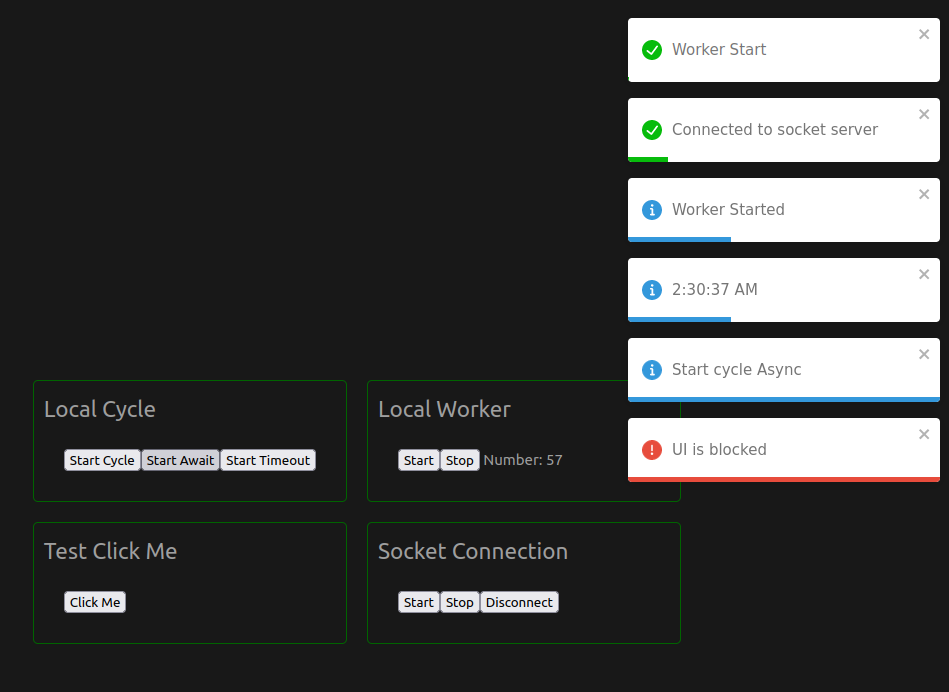 Worker Start
Connected to socket server
Worker Started
2:30:37 AM
Start cycle Async
UI is blocked
Local Cycle
Start Cycle Start Await Start Timeout
Local Worker
Start Stop Number: 57
Test Click Me
Click Me
Socket Connection
Start Stop Disconnect